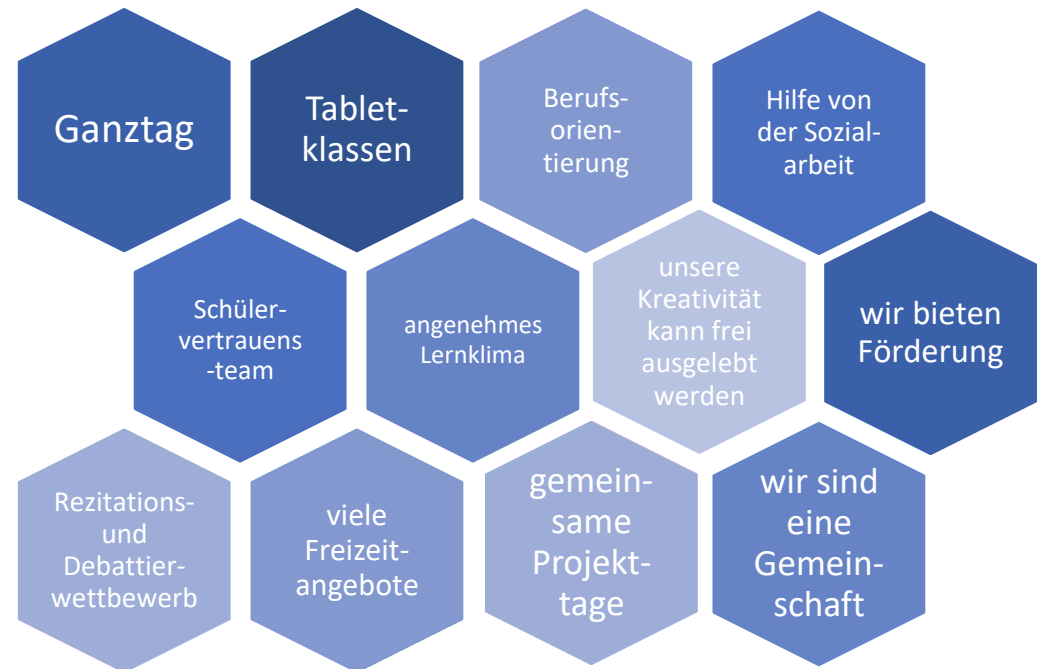 Ganztag
Tablet-
klassen
Berufs-
orien-
tierung
Hilfe von
der Sozial-
arbeit
Schüler-
vertrauens
-team
angenehmes
Lernklima
unsere
Kreativität
kann frei
ausgelebt
werden
wir bieten
Förderung
Rezitations-
und
Debattier-
wettbewerb
viele
Freizeit-
angebote
gemein-
same
Projekt-
tage
wir sind
eine
Gemein-
schaft